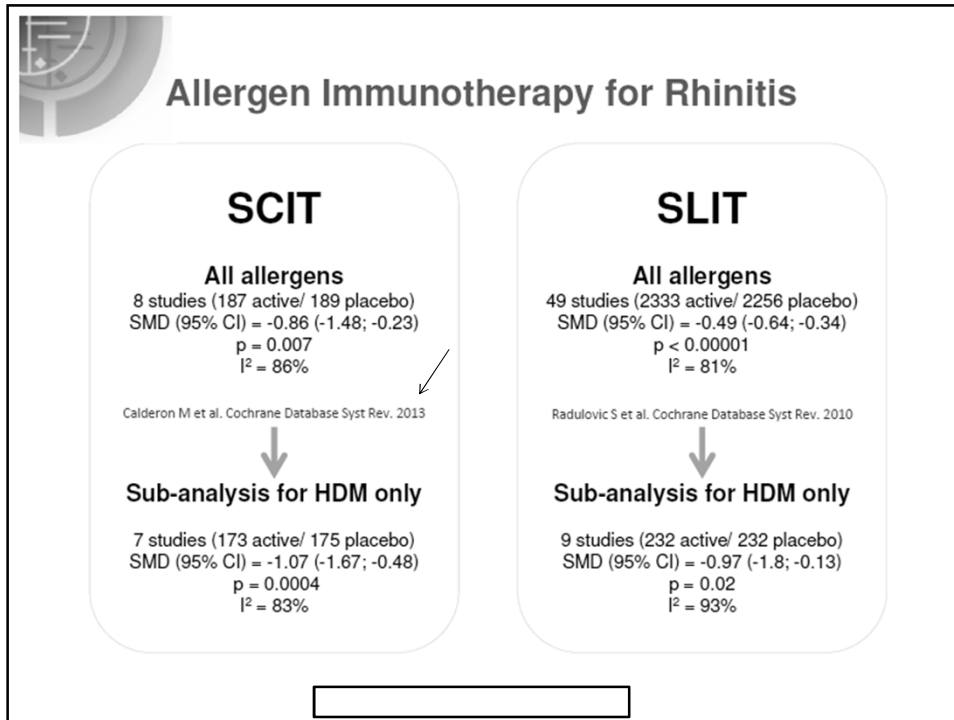 Allergen Immunotherapy for Rhinitis
SCIT
All allergens
8 studies (187 active/ 189 placebo)
SMD (95% CI) = -0.86 (-1.48; -0.23)
p = 0.007
I² = 86%
Calderon M et al. Cochrane Database Syst Rev. 2013
Sub-analysis for HDM only
7 studies (173 active/ 175 placebo)
SMD (95% CI) = -1.07 (-1.67; -0.48)
p = 0.0004
I² = 83%
SLIT
All allergens
49 studies (2333 active/ 2256 placebo)
SMD (95% CI) = -0.49 (-0.64; -0.34)
p < 0.00001
I² = 81%
Radulovic S et al. Cochrane Database Syst Rev. 2010
Sub-analysis for HDM only
9 studies (232 active/ 232 placebo)
SMD (95% CI) = -0.97 (-1.8; -0.13)
p = 0.02
I² = 93%